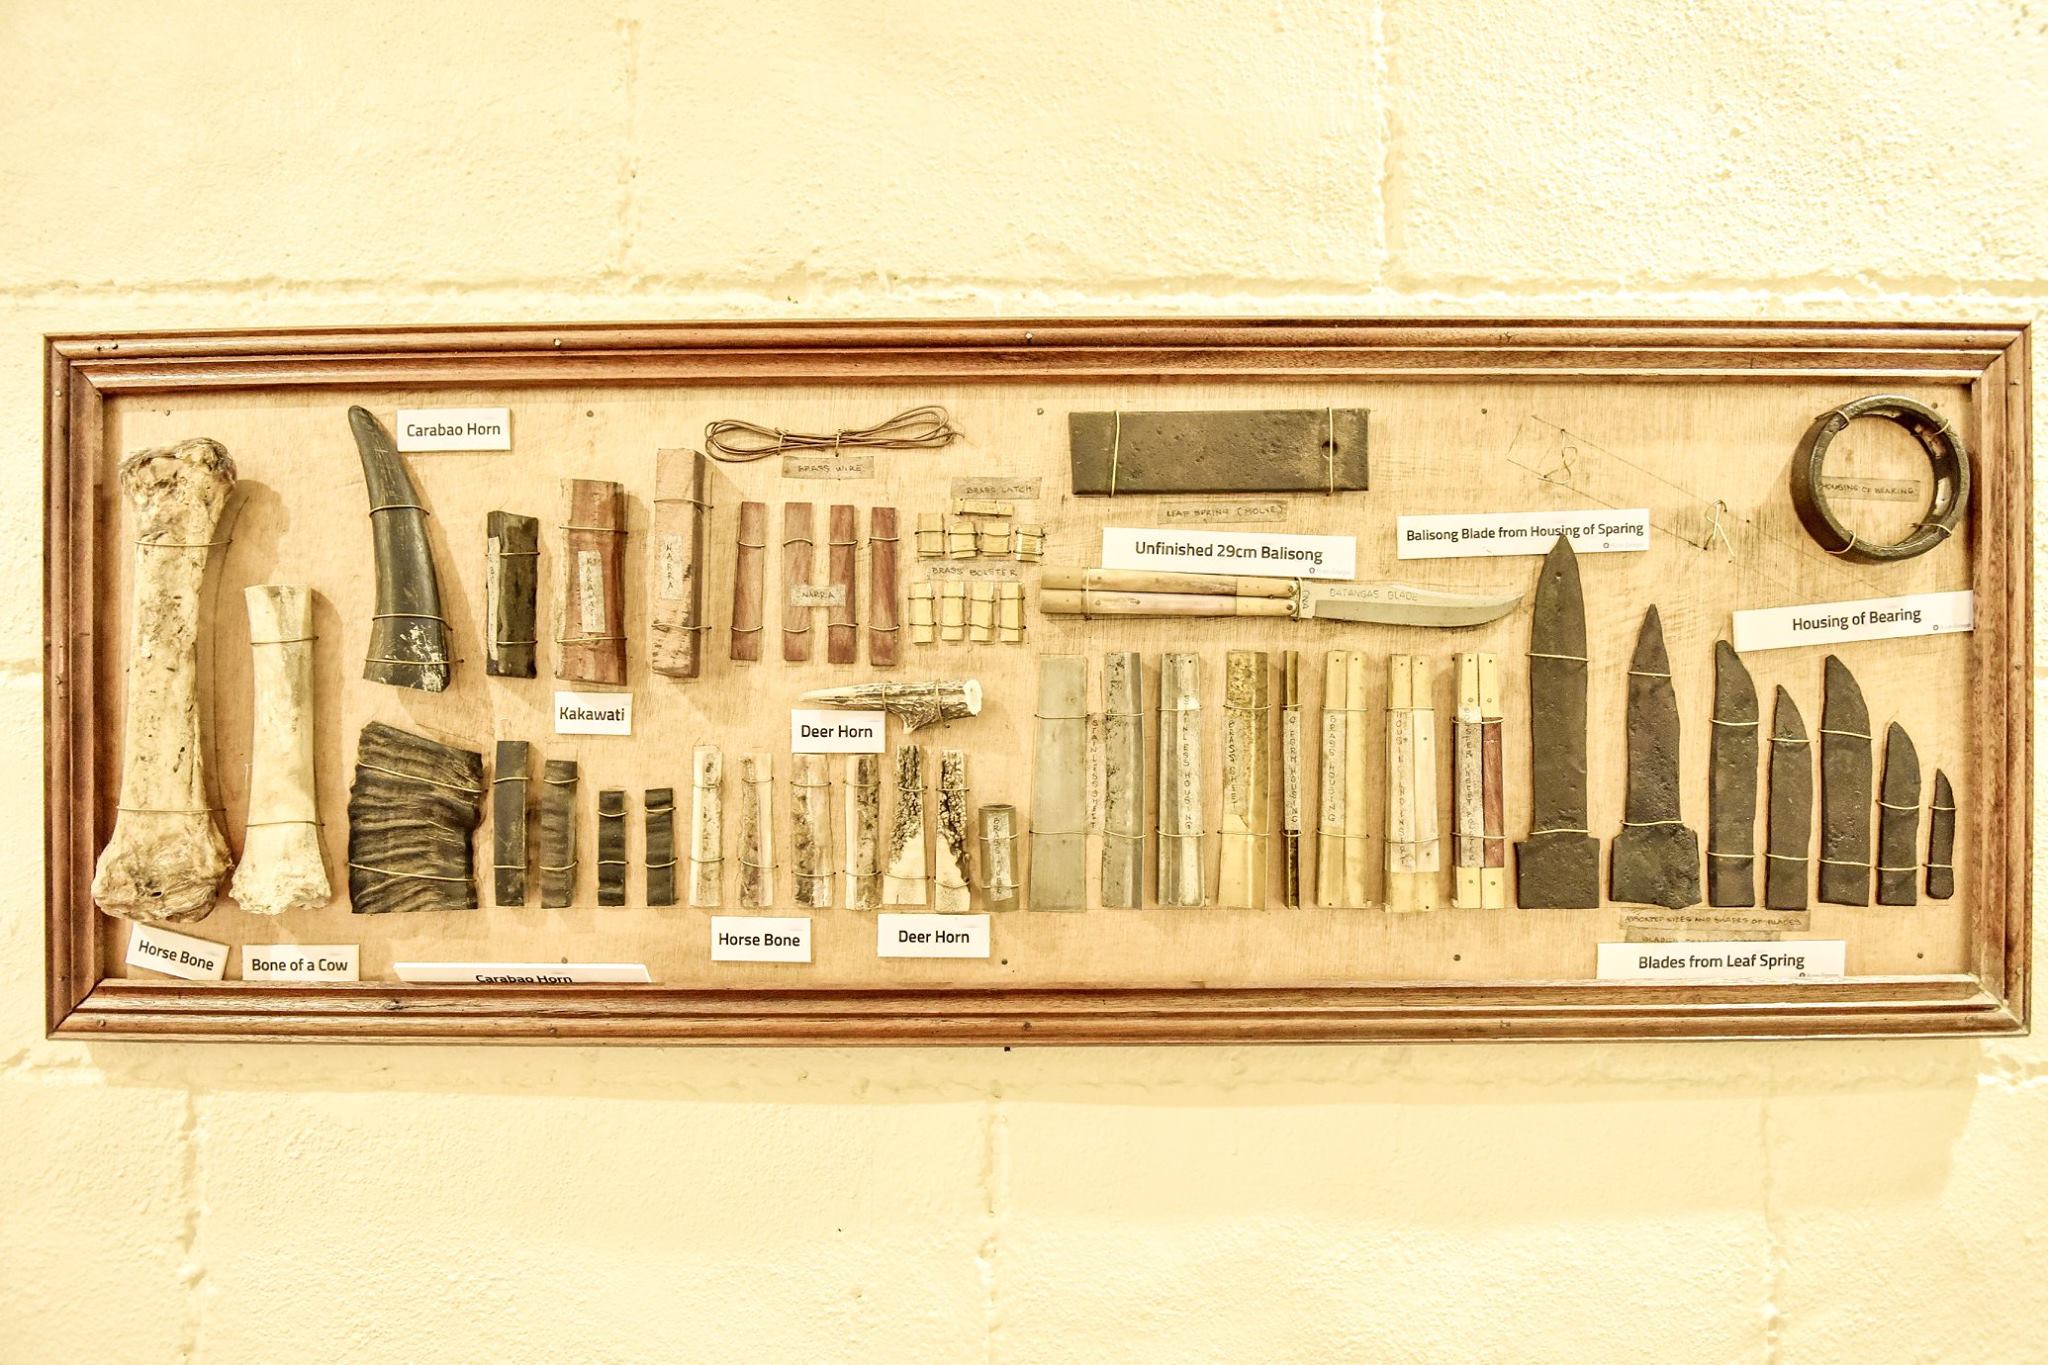 Carabao Horn
BRASS WIRE
BRASS LATCH
HOUSING OF BEARING
LEAF SPRING (MOLYE)
Balisong Blade from Housing of Sparing
Unfinished 29cm Balisong
BRASS BOLSTER
NARRA
NARRA
BATANGAS BLADE
Housing of Bearing
Kakawati
Deer Horn
STAINLESS SHEET
STAINLESS HOUSING
BRASS SHEET
HOUSING
BRASS HOUSING
ASSORTED SIZES AND SHAPES OF BLADES
Horse Bone
Deer Horn
Horse Bone
Bone of a Cow
Carabao Horn
Blades from Leaf Spring